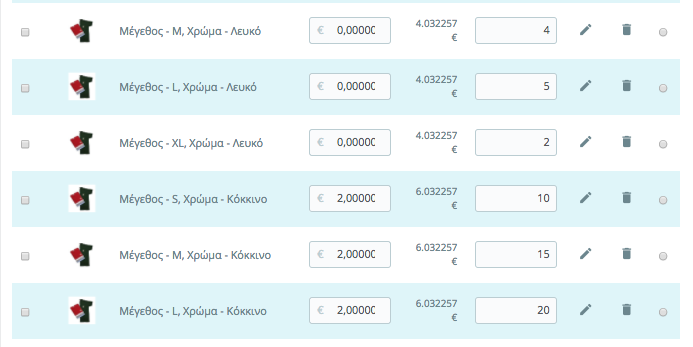 Μέγεθος - M, Χρώμα - Λευκό € 0,00000 4.032257 € 4
Μέγεθος - L, Χρώμα - Λευκό € 0,00000 4.032257 € 5
Μέγεθος - XL, Χρώμα - Λευκό € 0,00000 4.032257 € 2
Μέγεθος - S, Χρώμα - Κόκκινο € 2,00000 6.032257 € 10
Μέγεθος - M, Χρώμα - Κόκκινο € 2,00000 6.032257 € 15
Μέγεθος - L, Χρώμα - Κόκκινο € 2,00000 6.032257 € 20